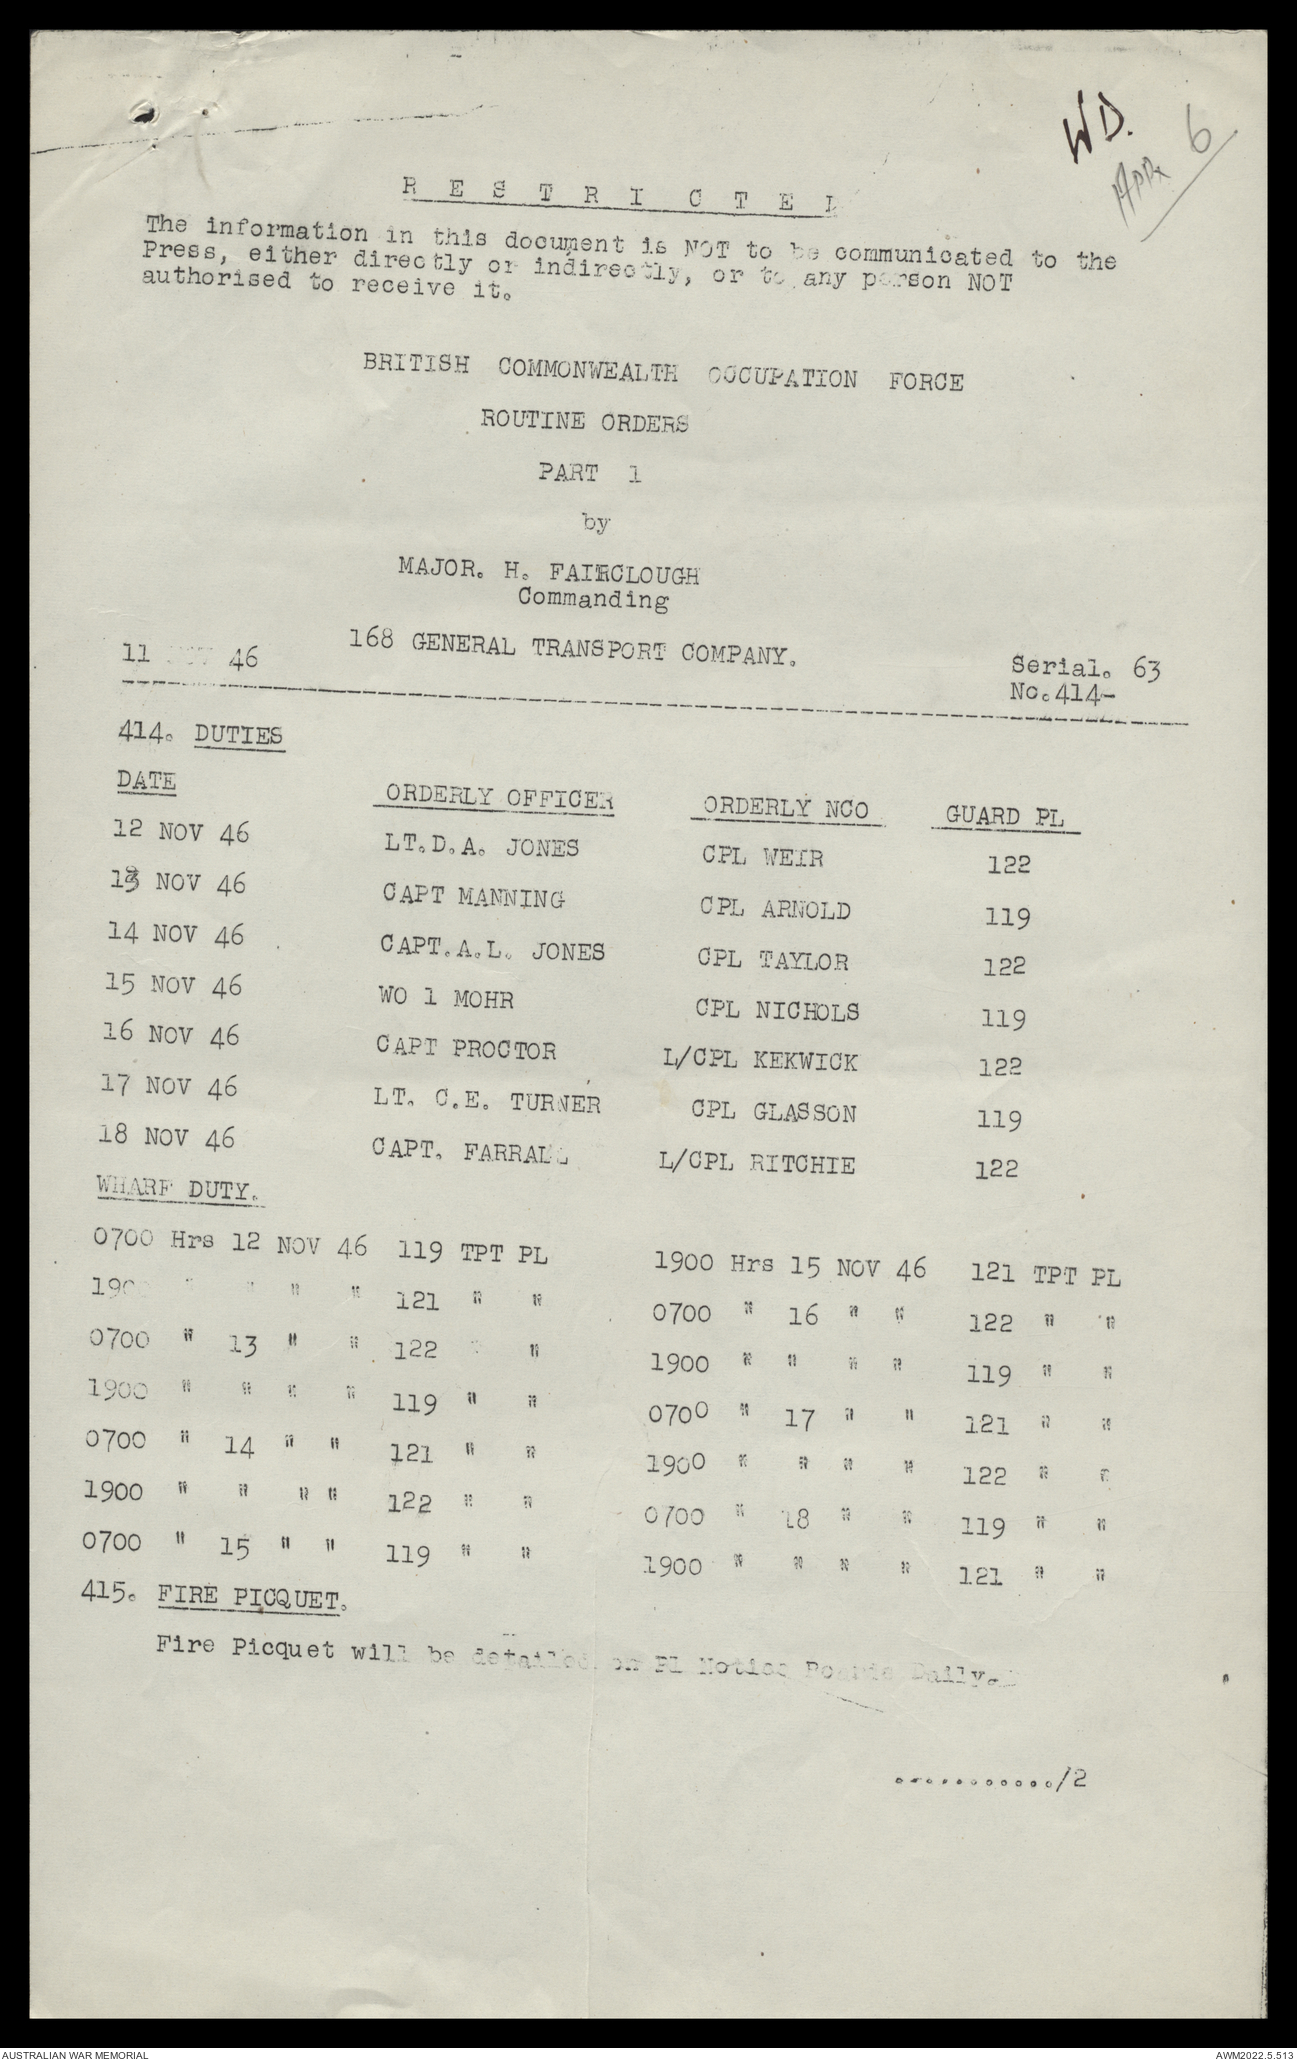 WD.
Appx 6
R E S T R I C T E D
The information in this document is NOT to be communicated to the
Press, either directly or indirectly, or to any person NOT
authorised to receive it.
BRITISH COMMONWEALTH OCCUPATION FORCE
ROUTINE ORDERS
PART 1
by
MAJOR. H. FAIRCLOUGH
Commanding
168 GENERAL TRANSPORT COMPANY.
11 NOV 46
Serial. 63
No.414-
414. DUTIES
DATE ORDERLY OFFICER ORDERLY NCO GUARD PL
12 NOV 46 LT.D.A. JONES CPL WEIR 122
13 NOV 46 CAPT MANNING CPL ARNOLD 119
14 NOV 46 CAPT.A.L. JONES CPL TAYLOR 122
15 NOV 46 WO 1 MOHR CPL NICHOLS 119
16 NOV 46 CAPT PROCTOR L/CPL KEKWICK 122
17 NOV 46 LT. C.E. TURNER CPL GLASSON 119
18 NOV 46 CAPT. FARRALL L/CPL RITCHIE 122
WHARF DUTY.
0700 Hrs 12 NOV 46 119 TPT PL 1900 Hrs 15 NOV 46 121 TPT PL
1900 " " " " 121 " " 0700 " 16 " " 122 " "
0700 " 13 " " 122 " " 1900 " " " " 119 " "
1900 " " " " 119 " " 0700 " 17 " " 121 " "
0700 " 14 " " 121 " " 1900 " " " " 122 " "
1900 " " " " 122 " " 0700 " 18 " " 119 " "
0700 " 15 " " 119 " " 1900 " " " " 121 " "
415. FIRE PICQUET.
Fire Picquet will be detailed on Pl Notice Boards Daily.
............/2
AUSTRALIAN WAR MEMORIAL
AWM2022.5.513